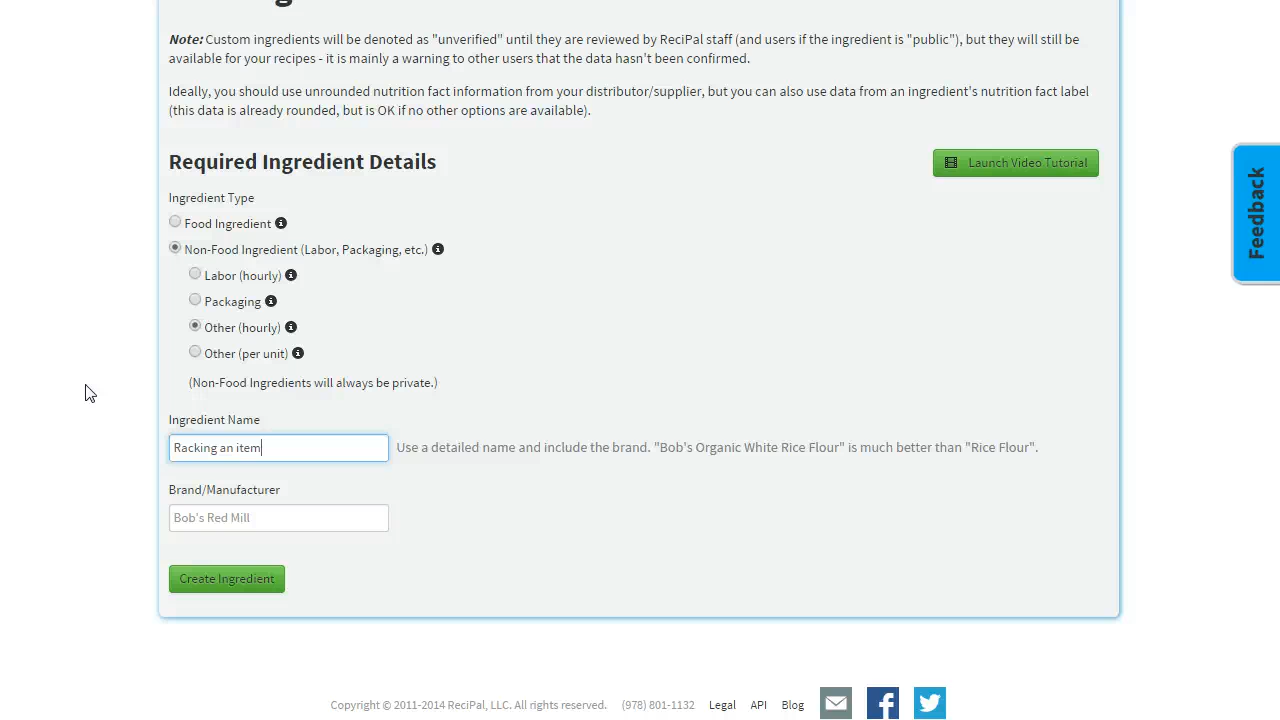 Note: Custom ingredients will be denoted as "unverified" until they are reviewed by ReciPal staff (and users if the ingredient is "public"), but they will still be
available for your recipes - it is mainly a warning to other users that the data hasn't been confirmed.
Ideally, you should use unrounded nutrition fact information from your distributor/supplier, but you can also use data from an ingredient's nutrition fact label
(this data is already rounded, but is OK if no other options are available).
Required Ingredient Details
Launch Video Tutorial
Feedback
Ingredient Type
Food Ingredient
Non-Food Ingredient (Labor, Packaging, etc.)
Labor (hourly)
Packaging
Other (hourly)
Other (per unit)
(Non-Food Ingredients will always be private.)
Ingredient Name
Racking an item Use a detailed name and include the brand. "Bob's Organic White Rice Flour" is much better than "Rice Flour".
Brand/Manufacturer
Bob's Red Mill
Create Ingredient
Copyright © 2011-2014 ReciPal, LLC. All rights reserved. (978) 801-1132 Legal API Blog